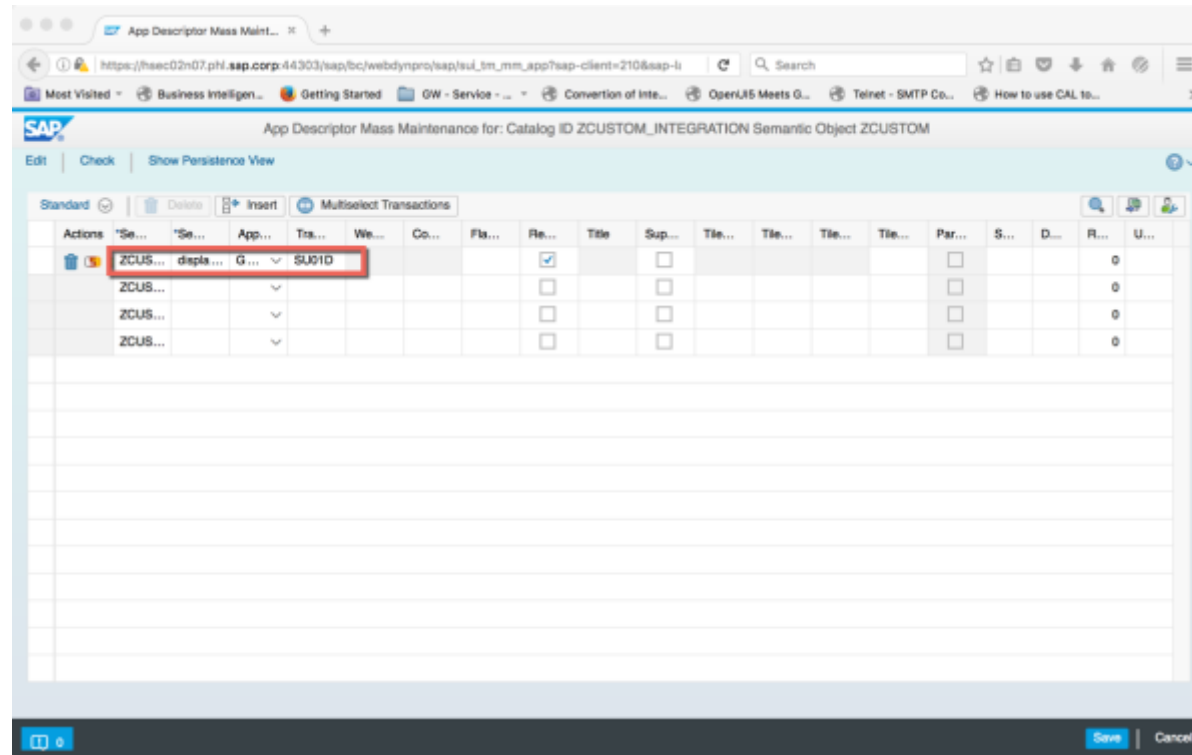 App Descriptor Mass Maint... × +
https://hsec02n07.phl.sap.corp:44303/sap/bc/webdynpro/sap/sui_tm_mm_app?sap-client=210&sap-l Search
Most Visited Business Intelligen... Getting Started GW - Service - ... Convertion of Inte... OpenUI5 Meets G... Telnet - SMTP Co... How to use CAL to...
SAP App Descriptor Mass Maintenance for: Catalog ID ZCUSTOM_INTEGRATION Semantic Object ZCUSTOM
Edit | Check | Show Persistence View
Standard Delete Insert Multiselect Transactions
Actions *Se... *Se... App... Tra... We... Co... Fla... Re... Title Sup... Tile... Tile... Tile... Tile... Par... S... D... R... U...
ZCUS... displa... G... SU01D 0
ZCUS... 0
ZCUS... 0
ZCUS... 0
0 Save | Cancel